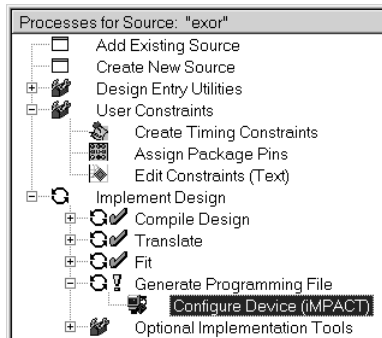 Processes for Source: "exor"
Add Existing Source
Create New Source
Design Entry Utilities
User Constraints
Create Timing Constraints
Assign Package Pins
Edit Constraints (Text)
Implement Design
Compile Design
Translate
Fit
Generate Programming File
Configure Device (iMPACT)
Optional Implementation Tools